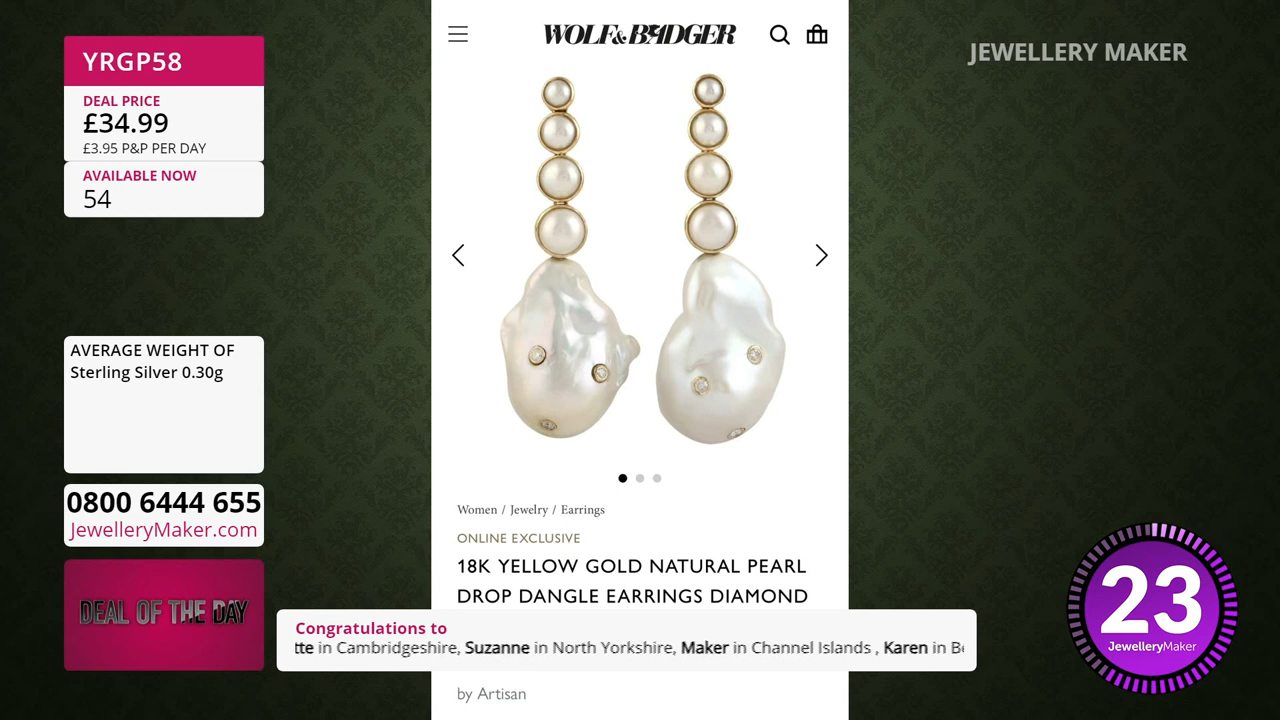 YRGP58
DEAL PRICE
£34.99
£3.95 P&P PER DAY
AVAILABLE NOW
54
AVERAGE WEIGHT OF
Sterling Silver 0.30g
0800 6444 655
JewelleryMaker.com
DEAL OF THE DAY
WOLF&BADGER
Women / Jewelry / Earrings
ONLINE EXCLUSIVE
18K YELLOW GOLD NATURAL PEARL
DROP DANGLE EARRINGS DIAMOND
Congratulations to
in Cambridgeshire, Suzanne in North Yorkshire, Maker in Channel Islands , Karen in
by Artisan
JEWELLERY MAKER
23
JewelleryMaker